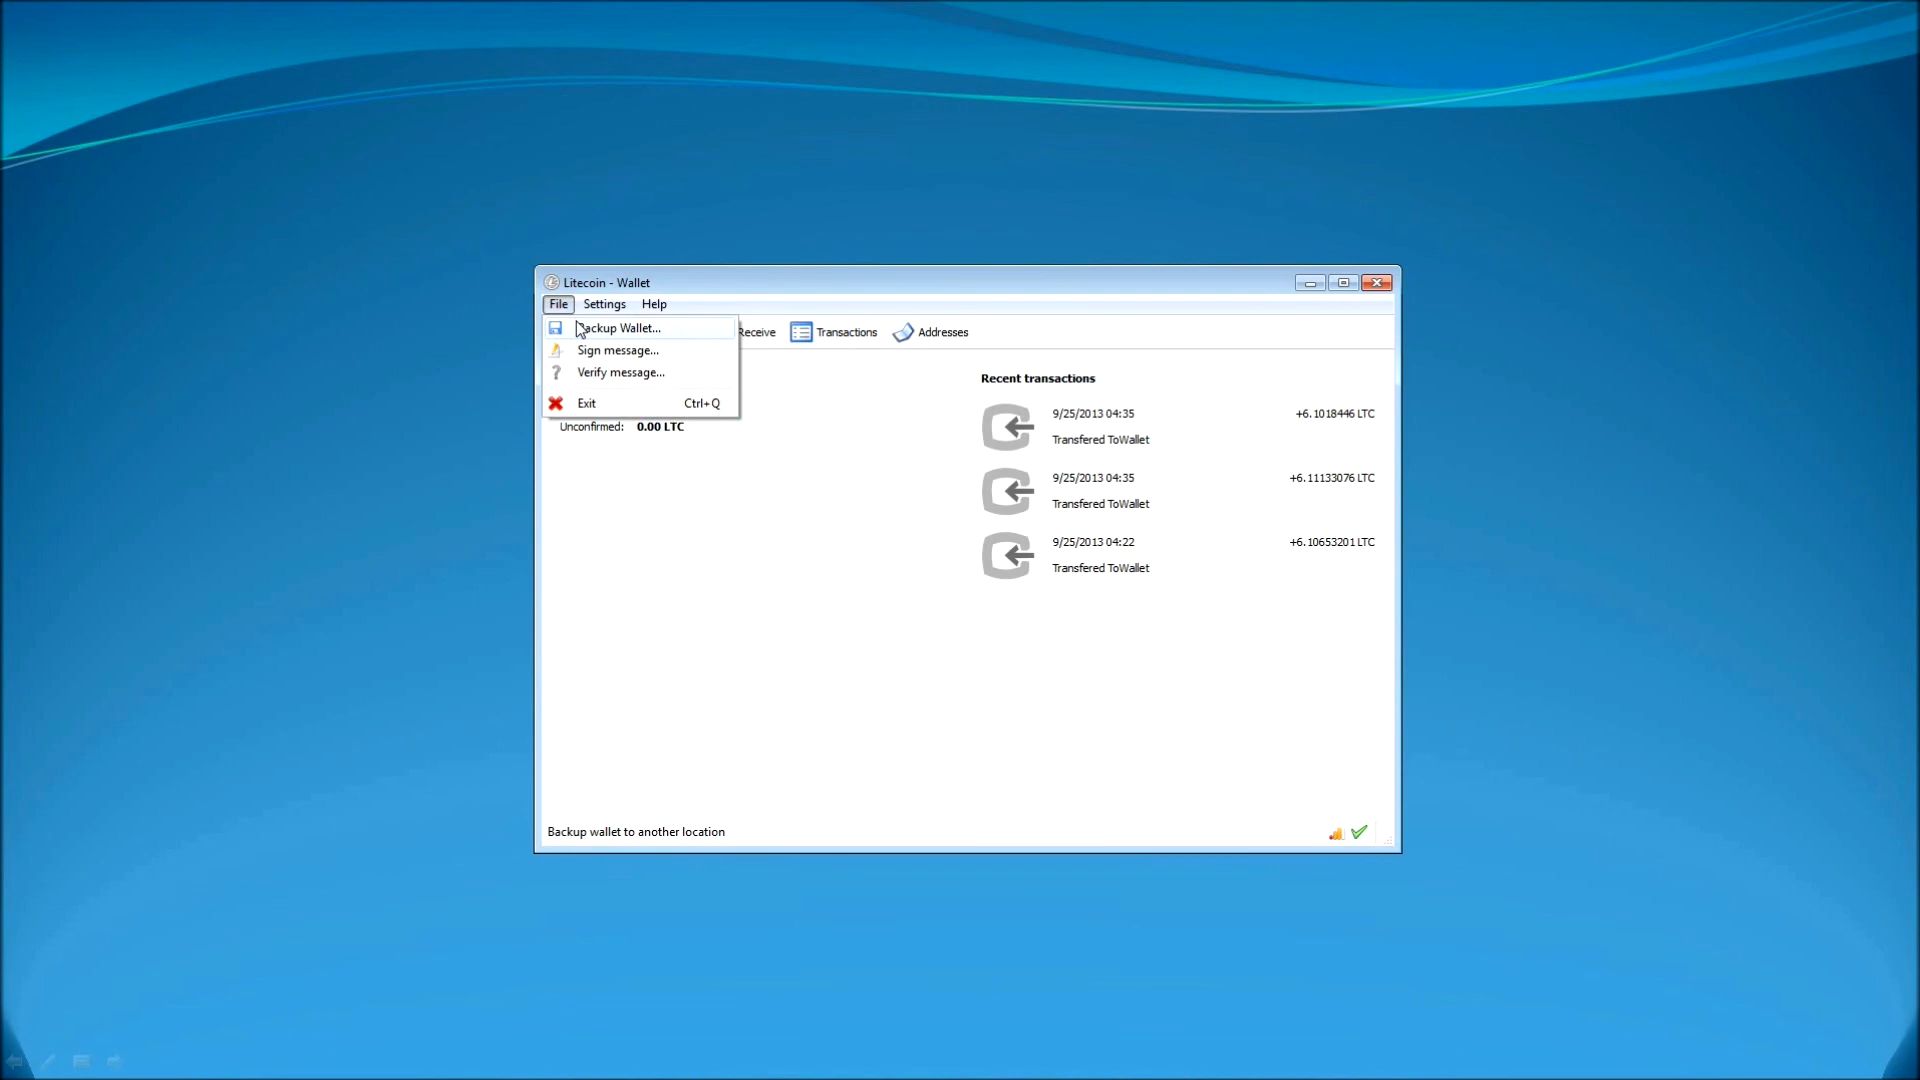 Litecoin - Wallet
File Settings Help
Backup Wallet...
Receive Transactions Addresses
Sign message...
Verify message...
Exit Ctrl+Q
Unconfirmed: 0.00 LTC
Recent transactions
9/25/2013 04:35 +6.1018446 LTC
Transfered ToWallet
9/25/2013 04:35 +6.11133076 LTC
Transfered ToWallet
9/25/2013 04:22 +6.10653201 LTC
Transfered ToWallet
Backup wallet to another location